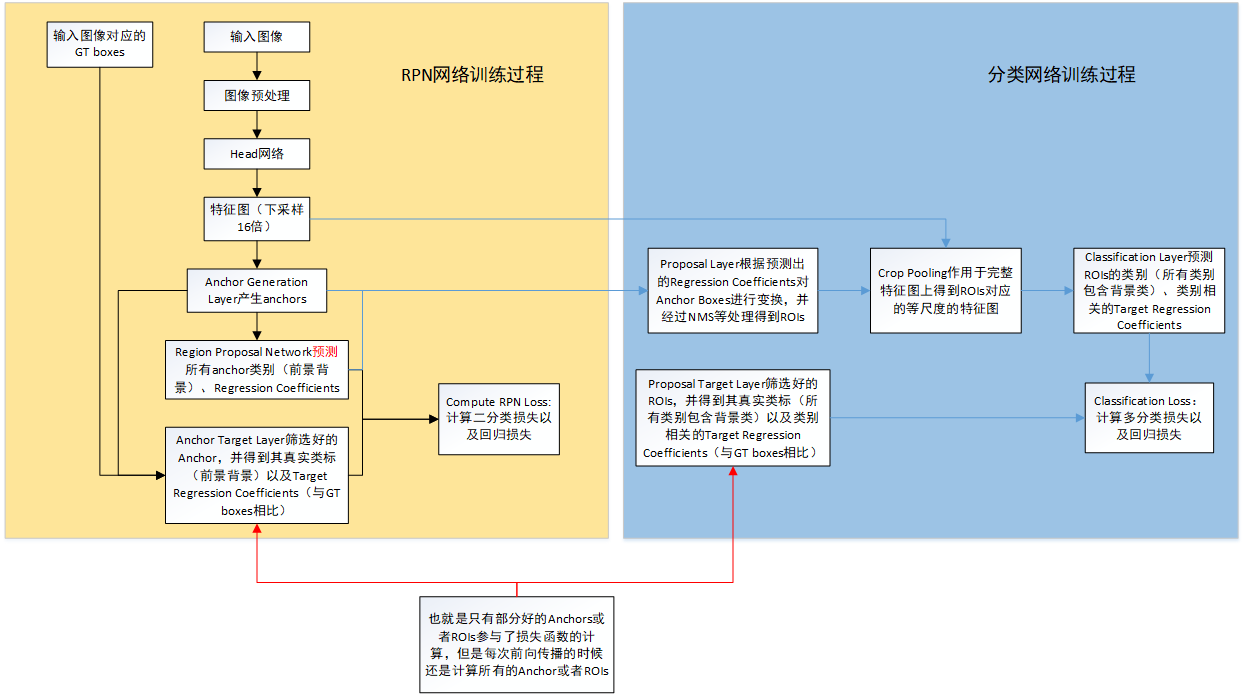 输入图像对应的
GT boxes
输入图像
RPN网络训练过程
图像预处理
Head网络
特征图（下采样
16倍）
Anchor Generation
Layer产生anchors
Region Proposal Network预测
所有anchor类别（前景背
景）、Regression Coefficients
Anchor Target Layer筛选好的
Anchor，并得到其真实类标
（前景背景）以及Target
Regression Coefficients（与GT
boxes相比）
Compute RPN Loss:
计算二分类损失以
及回归损失
分类网络训练过程
Proposal Layer根据预测出
的Regression Coefficients对
Anchor Boxes进行变换，并
经过NMS等处理得到ROIs
Crop Pooling作用于完整
特征图上得到ROIs对应
的等尺度的特征图
Classification Layer预测
ROIs的类别（所有类别
包含背景类）、类别相
关的Target Regression
Coefficients
Proposal Target Layer筛选好的
ROIs，并得到其真实类标（所
有类别包含背景类）以及类别
相关的Target Regression
Coefficients（与GT boxes相比）
Classification Loss：
计算多分类损失以
及回归损失
也就是只有部分好的Anchors或
者ROIs参与了损失函数的计
算，但是每次前向传播的时候
还是计算所有的Anchor或者ROIs